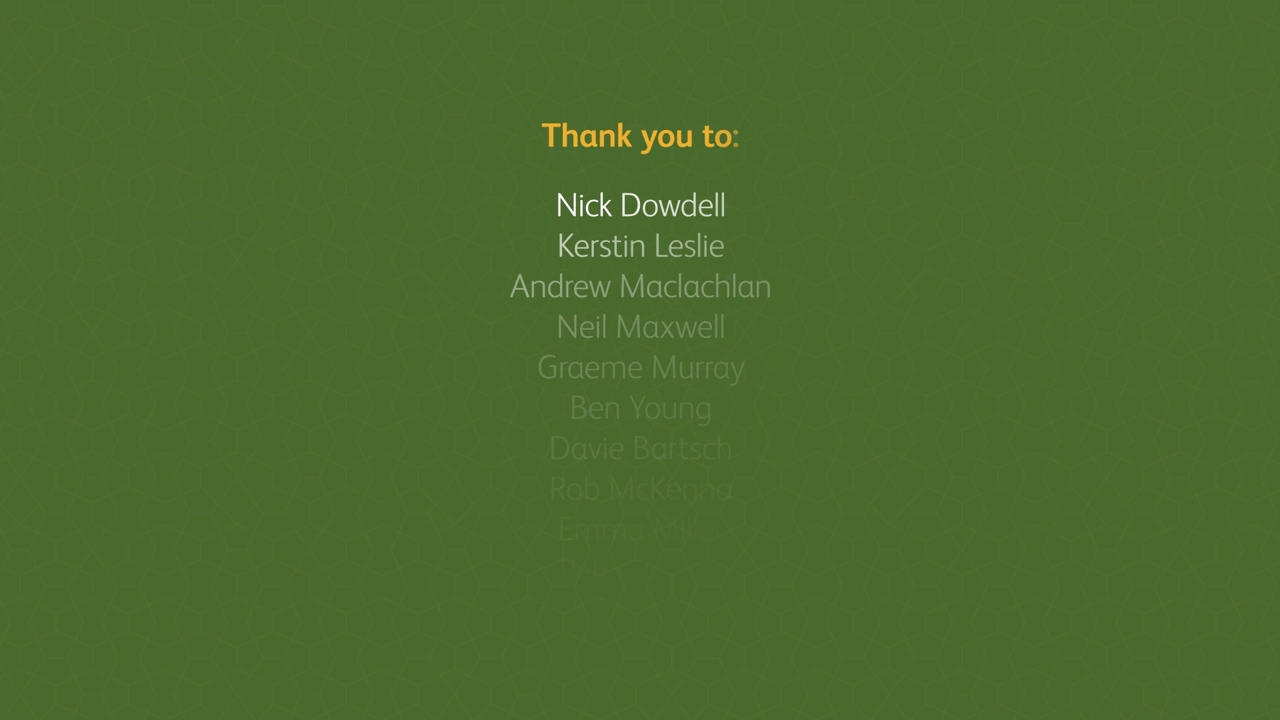 Thank you to:
Nick Dowdell
Kerstin Leslie
Andrew Maclachlan
Neil Maxwell
Graeme Murray
Ben Young
Davie Bartsch
Rob McKenna
Emma